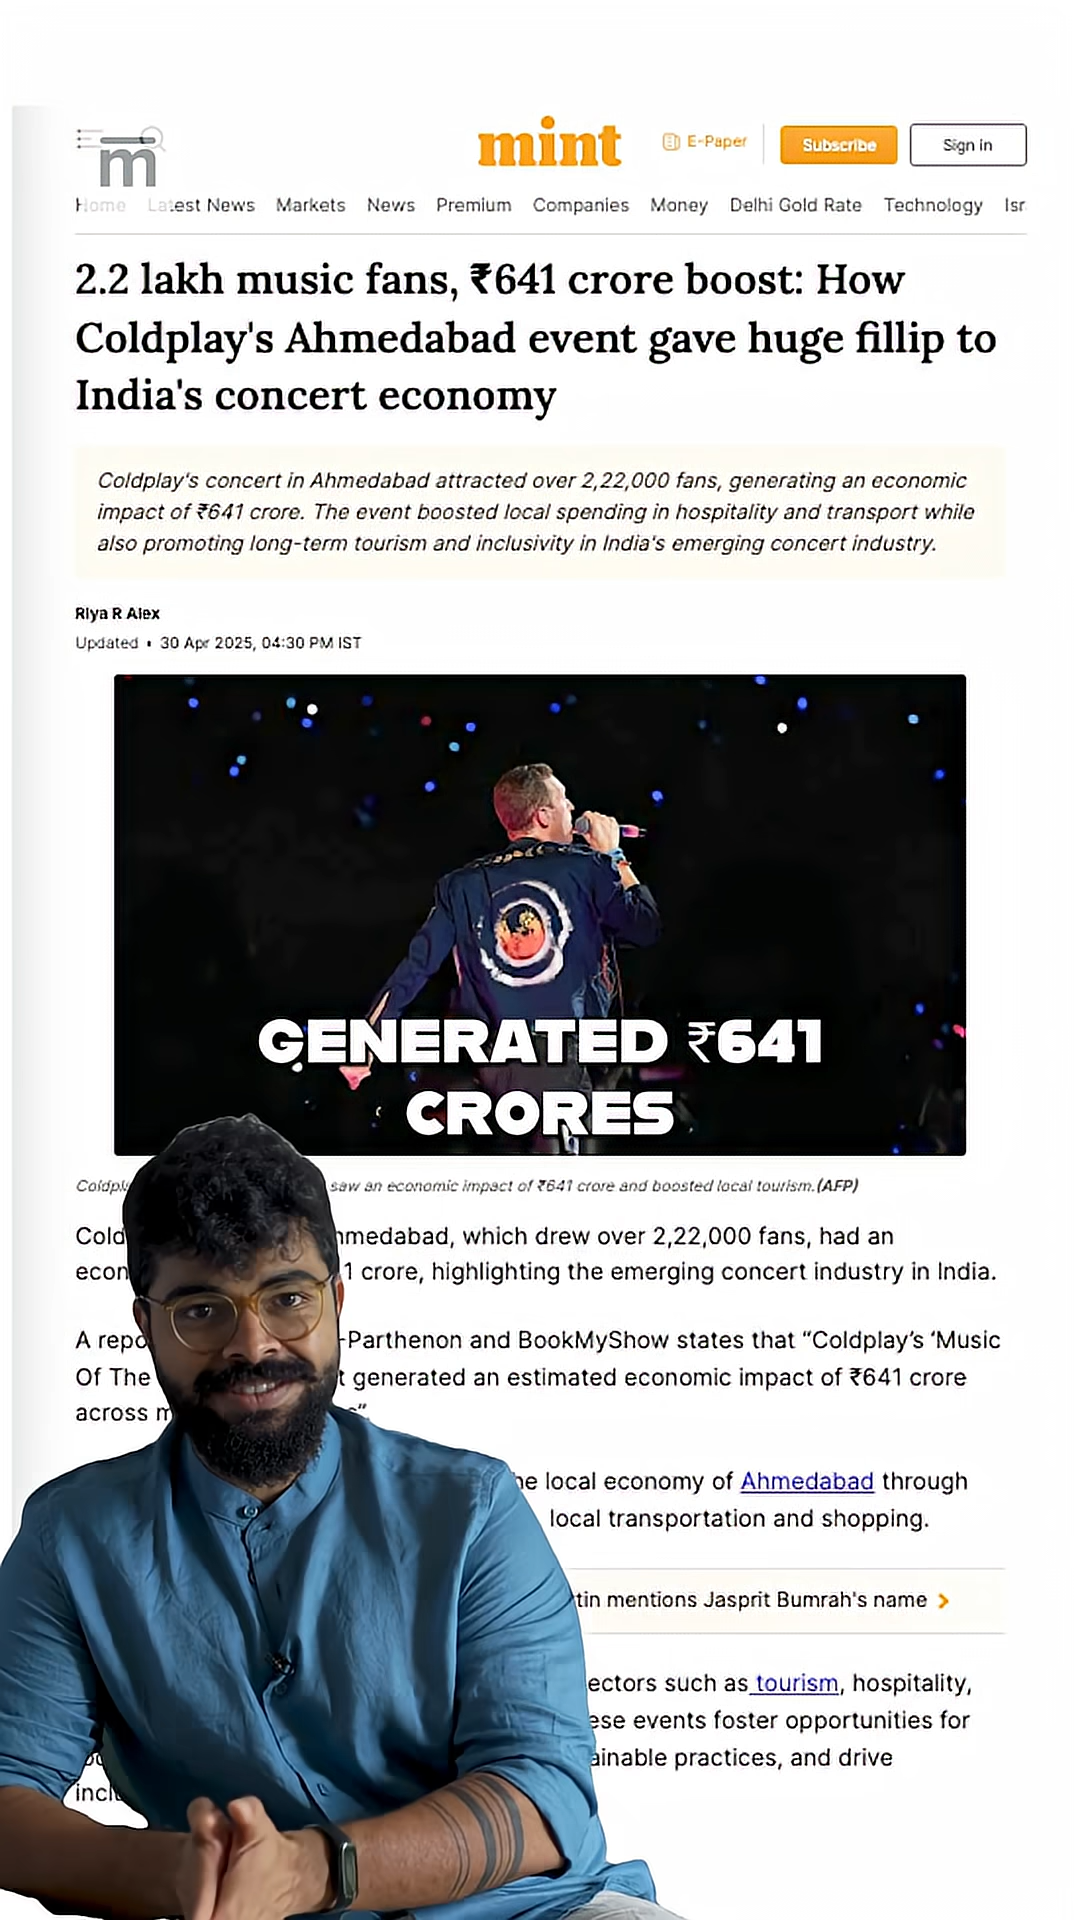 m
mint
E-Paper
Subscribe
Sign in
Home Latest News Markets News Premium Companies Money Delhi Gold Rate Technology Isr
2.2 lakh music fans, ₹641 crore boost: How
Coldplay's Ahmedabad event gave huge fillip to
India's concert economy
Coldplay's concert in Ahmedabad attracted over 2,22,000 fans, generating an economic
impact of ₹641 crore. The event boosted local spending in hospitality and transport while
also promoting long-term tourism and inclusivity in India's emerging concert industry.
Riya R Alex
Updated • 30 Apr 2025, 04:30 PM IST
GENERATED ₹641
CRORES
saw an economic impact of ₹641 crore and boosted local tourism.(AFP)
Cold hmedabad, which drew over 2,22,000 fans, had an
econ 1 crore, highlighting the emerging concert industry in India.
A repo -Parthenon and BookMyShow states that “Coldplay’s ‘Music
Of The t generated an estimated economic impact of ₹641 crore
across m
he local economy of Ahmedabad through
local transportation and shopping.
tin mentions Jasprit Bumrah's name >
ectors such as tourism, hospitality,
ese events foster opportunities for
ainable practices, and drive
incl